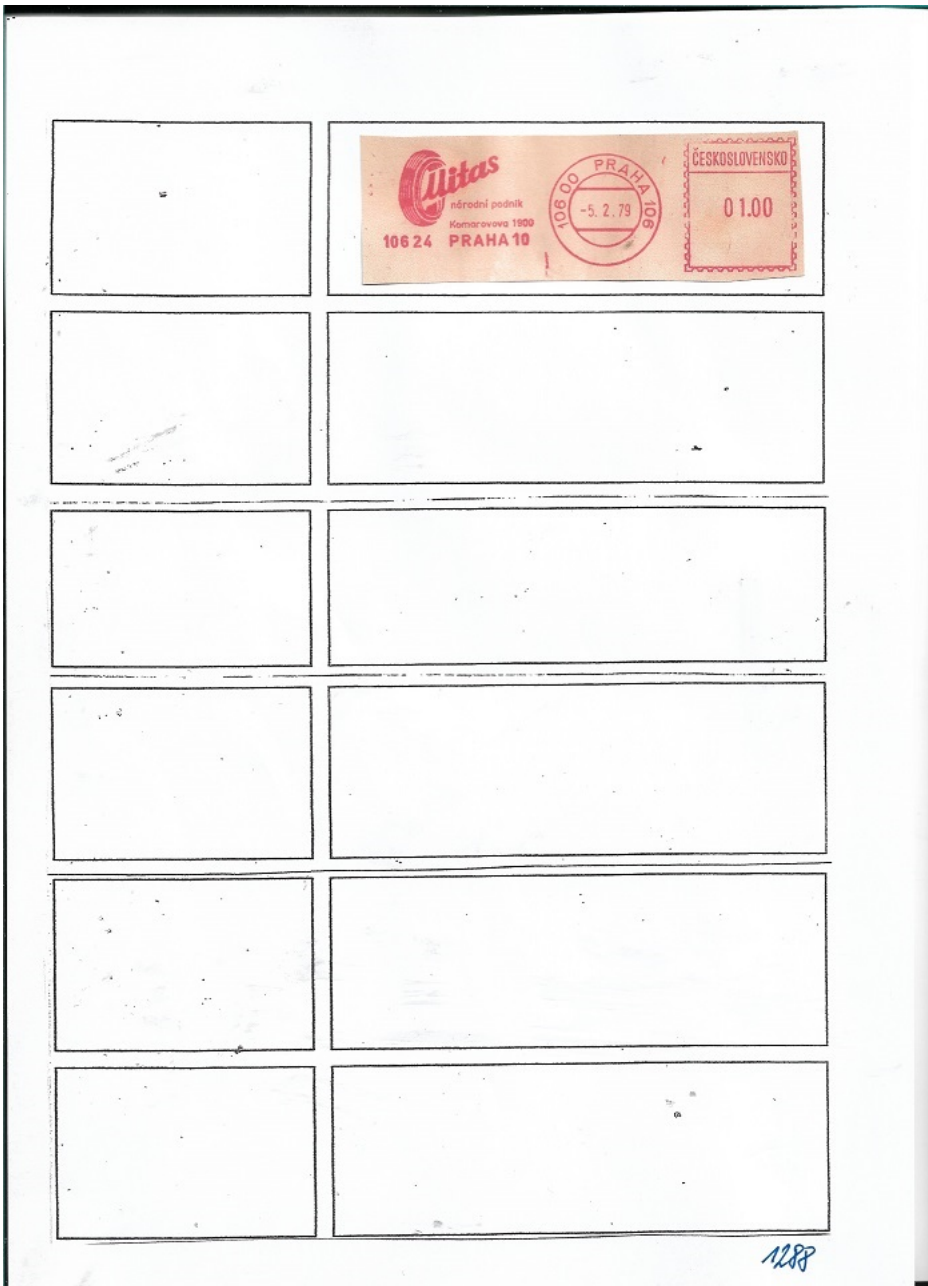 Mitas
národní podnik
Komarovova 1900
106 24 PRAHA 10
106 00 PRAHA 106
-5. 2. 79
ČESKOSLOVENSKO
01.00
1288